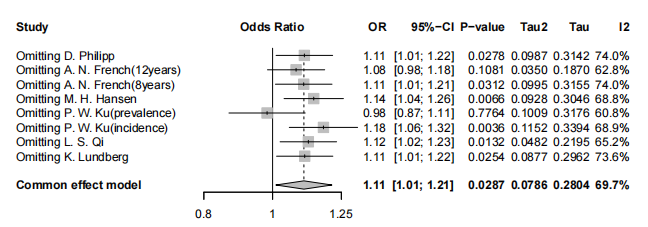 Study Odds Ratio OR 95%−CI P−value Tau2 Tau I2
Omitting D. Philipp 1.11 [1.01; 1.22] 0.0278 0.0987 0.3142 74.0%
Omitting A. N. French(12years) 1.08 [0.98; 1.18] 0.1081 0.0350 0.1870 62.8%
Omitting A. N. French(8years) 1.11 [1.01; 1.21] 0.0312 0.0995 0.3155 74.0%
Omitting M. H. Hansen 1.14 [1.04; 1.26] 0.0066 0.0928 0.3046 68.8%
Omitting P. W. Ku(prevalence) 0.98 [0.87; 1.11] 0.7764 0.1009 0.3176 60.8%
Omitting P. W. Ku(incidence) 1.18 [1.06; 1.32] 0.0036 0.1152 0.3394 68.9%
Omitting L. S. Qi 1.12 [1.02; 1.23] 0.0132 0.0482 0.2195 65.2%
Omitting K. Lundberg 1.11 [1.01; 1.22] 0.0254 0.0877 0.2962 73.6%
Common effect model 1.11 [1.01; 1.21] 0.0287 0.0786 0.2804 69.7%
0.8 1 1.25